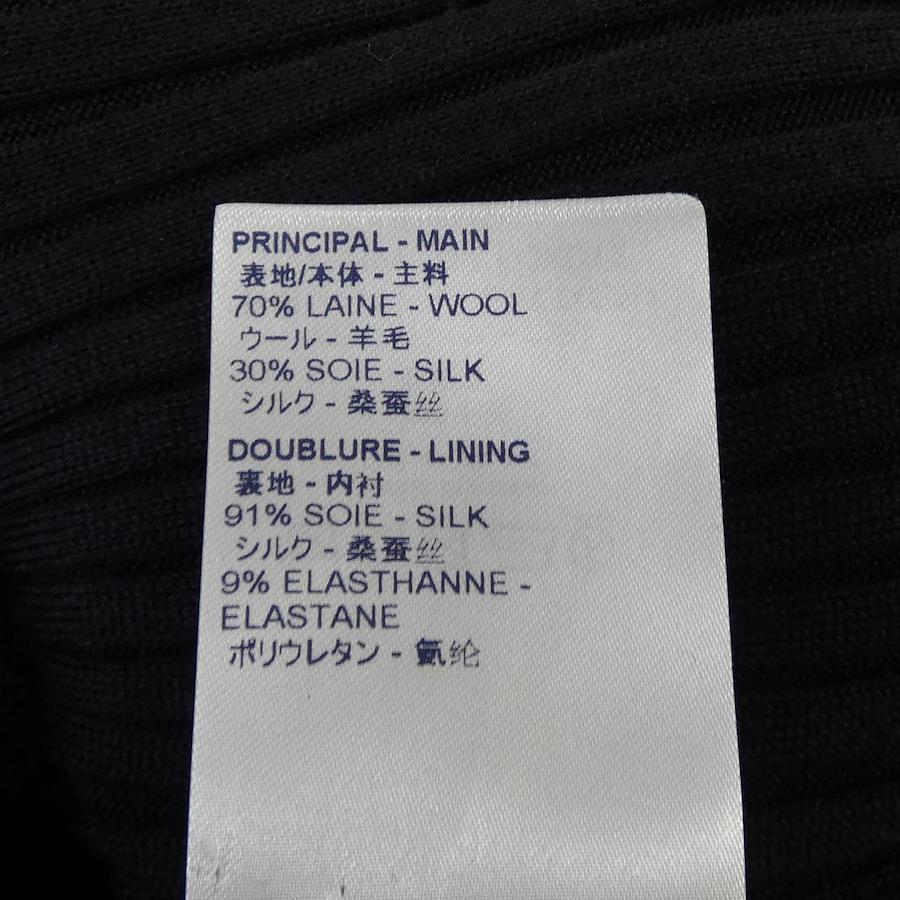 PRINCIPAL - MAIN
表地/本体 - 主料
70% LAINE - WOOL
ウール - 羊毛
30% SOIE - SILK
シルク - 桑蚕丝
DOUBLURE - LINING
裏地 - 内衬
91% SOIE - SILK
シルク - 桑蚕丝
9% ELASTHANNE -
ELASTANE
ポリウレタン - 氨纶